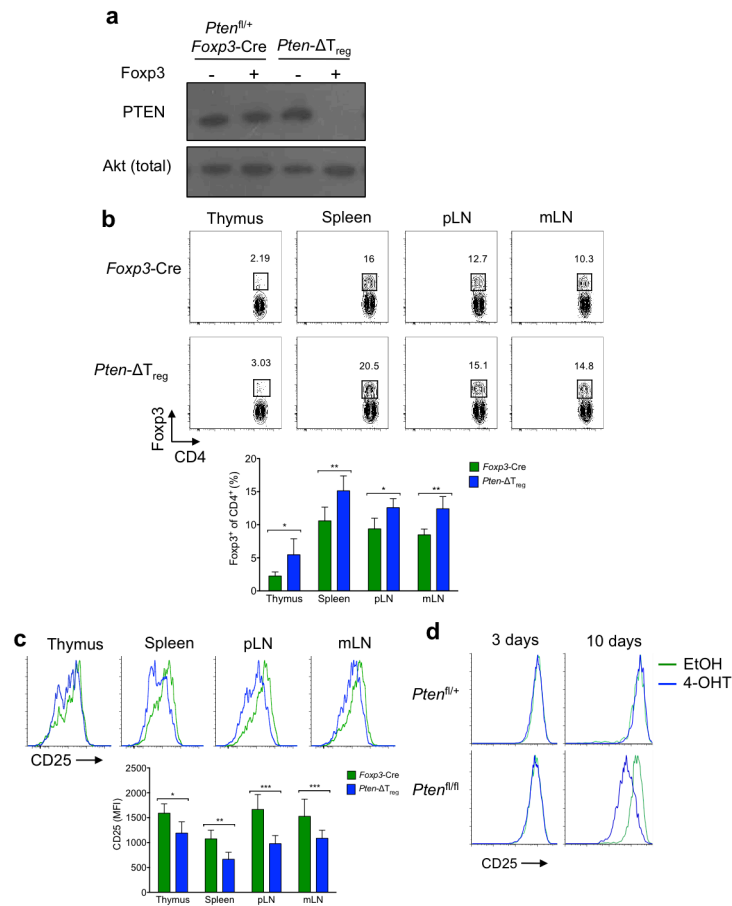 a
Pten^fl/+
Foxp3-Cre Pten-ΔT_reg
Foxp3 - + - +
PTEN
Akt (total)
b
Thymus Spleen pLN mLN
Foxp3-Cre
2.19 16 12.7 10.3
Pten-ΔT_reg
3.03 20.5 15.1 14.8
Foxp3
CD4
Foxp3⁺ of CD4⁺ (%)
20
15
10
5
0
* ** * **
Thymus Spleen pLN mLN
Foxp3-Cre
Pten-ΔT_reg
c
Thymus Spleen pLN mLN
CD25
CD25 (MFI)
2500
2000
1500
1000
500
0
* ** *** ***
Thymus Spleen pLN mLN
Foxp3-Cre
Pten-ΔT_reg
d
3 days 10 days
EtOH
4-OHT
Pten^fl/+
Pten^fl/fl
CD25